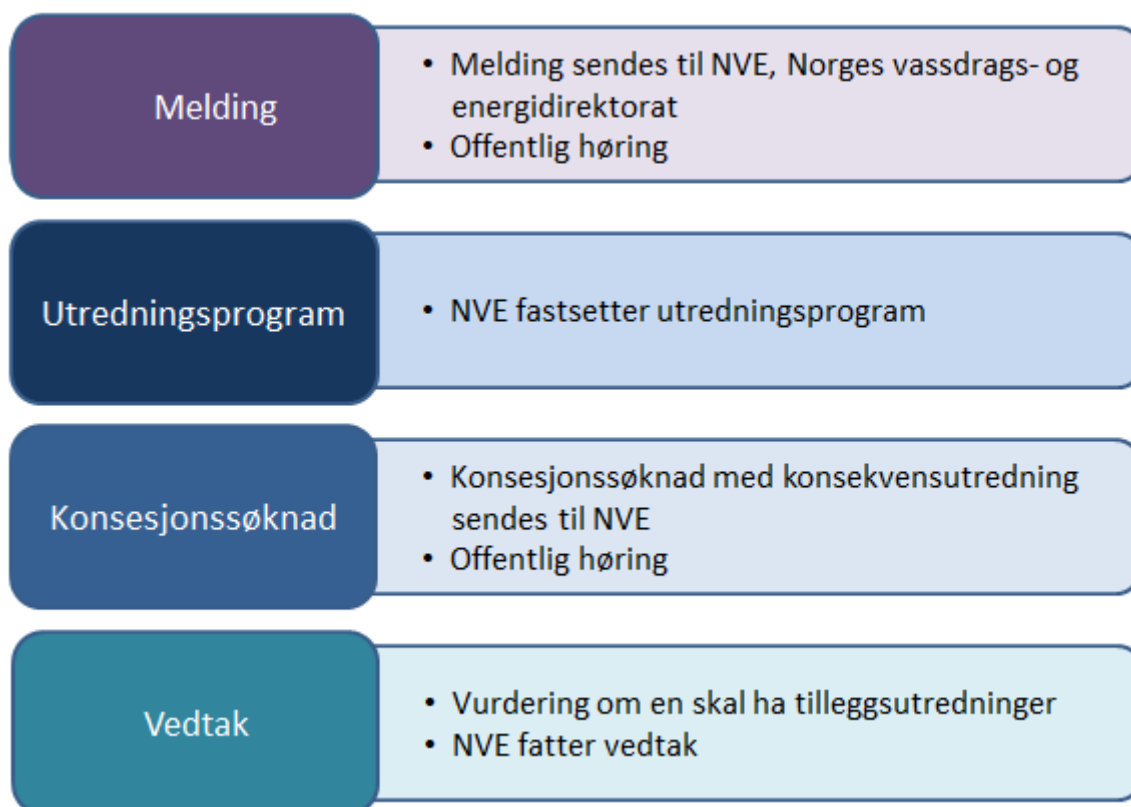 Melding
• Melding sendes til NVE, Norges vassdrags- og
energidirektorat
• Offentlig høring
Utredningsprogram
• NVE fastsetter utredningsprogram
Konsesjonssøknad
• Konsesjonssøknad med konsekvensutredning
sendes til NVE
• Offentlig høring
Vedtak
• Vurdering om en skal ha tilleggsutredninger
• NVE fatter vedtak